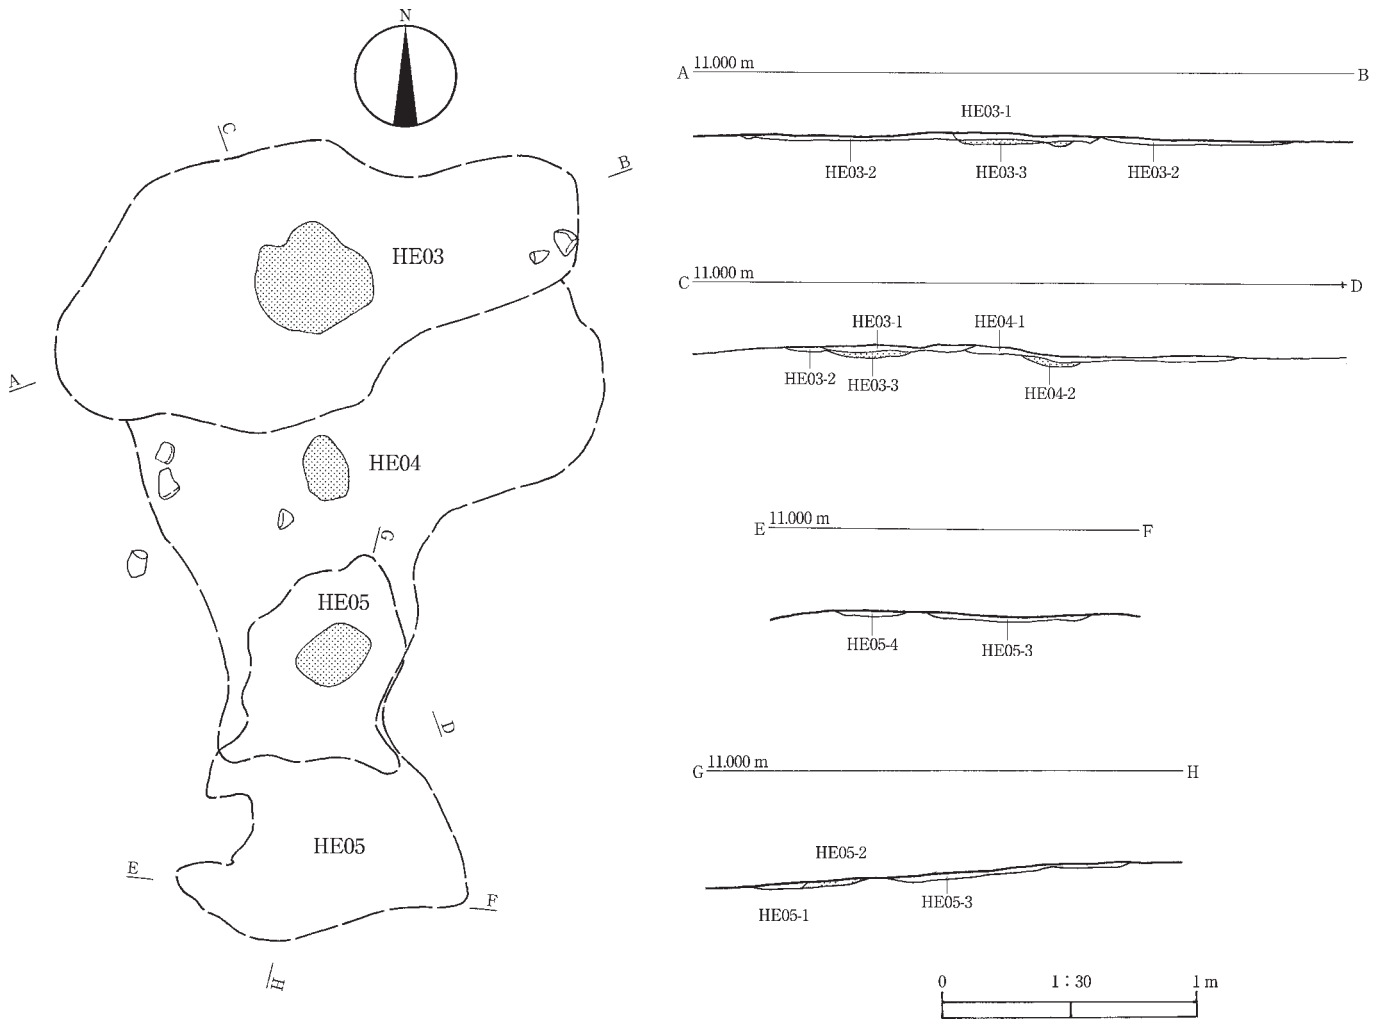 N
C
B
HE03
A
HE04
G
HE05
D
HE05
E
F
H
A 11.000 m B
HE03-1
HE03-2 HE03-3 HE03-2
C 11.000 m D
HE03-1 HE04-1
HE03-2 HE03-3 HE04-2
E 11.000 m F
HE05-4 HE05-3
G 11.000 m H
HE05-2
HE05-1 HE05-3
0 1:30 1 m